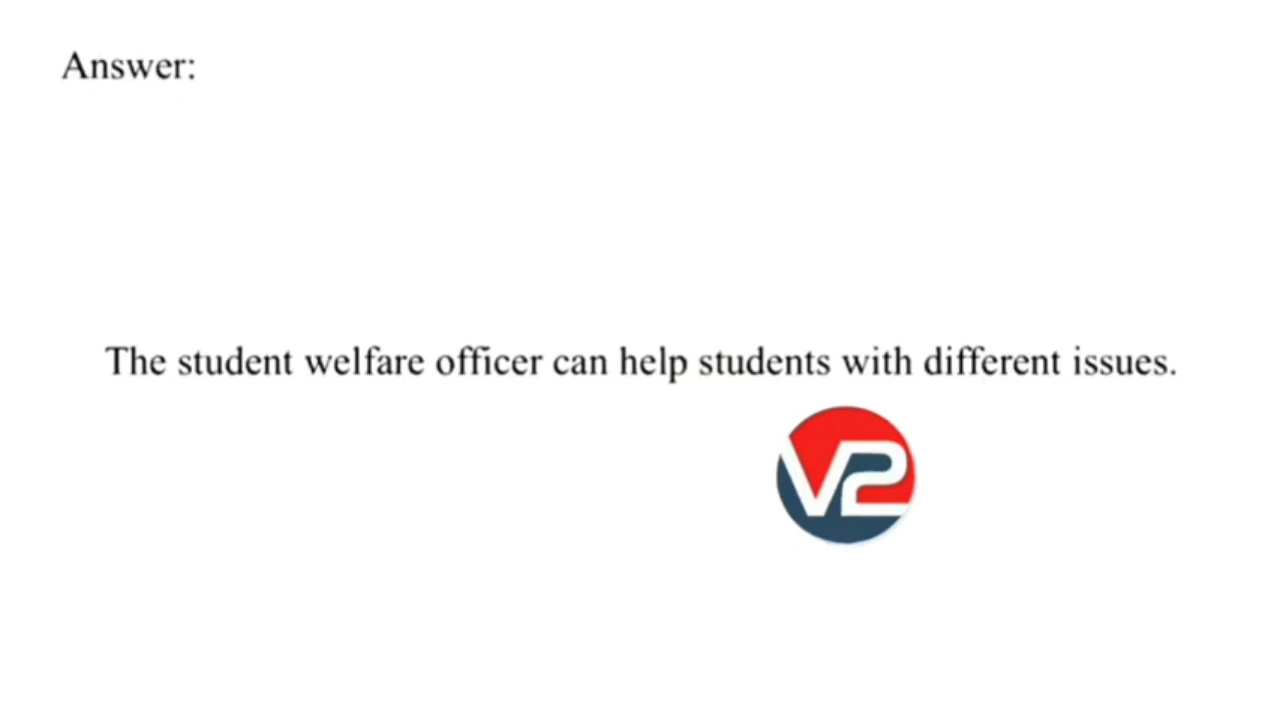 Answer:
The student welfare officer can help students with different issues.
V2